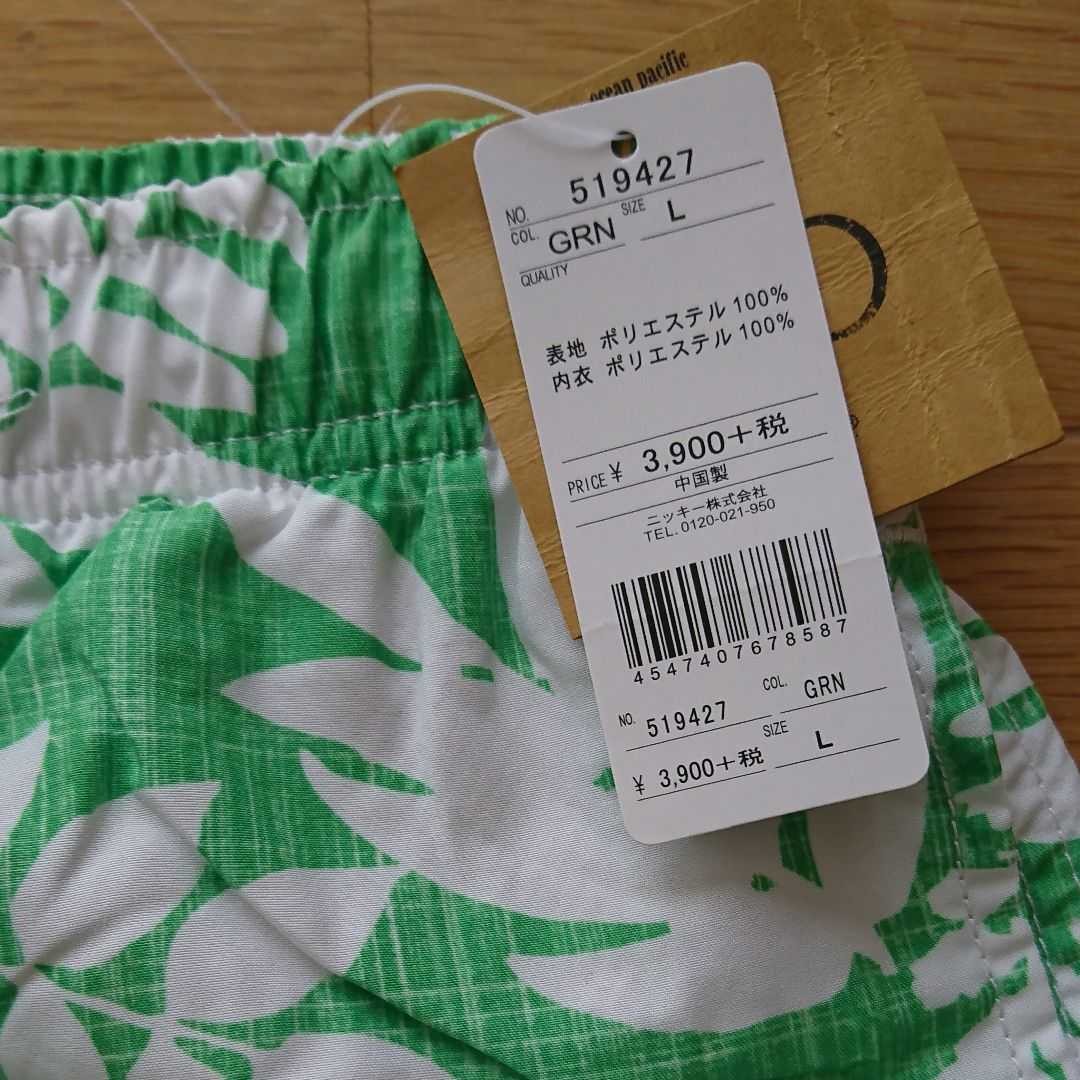 ocean pacific
NO. 519427
COL. GRN SIZE L
QUALITY
表地 ポリエステル 100%
内衣 ポリエステル 100%
PRICE ¥ 3,900+税
中国製
ニッキー株式会社
TEL.0120-021-950
4547407678587
NO. 519427 COL. GRN
¥ 3,900+税 SIZE L
®